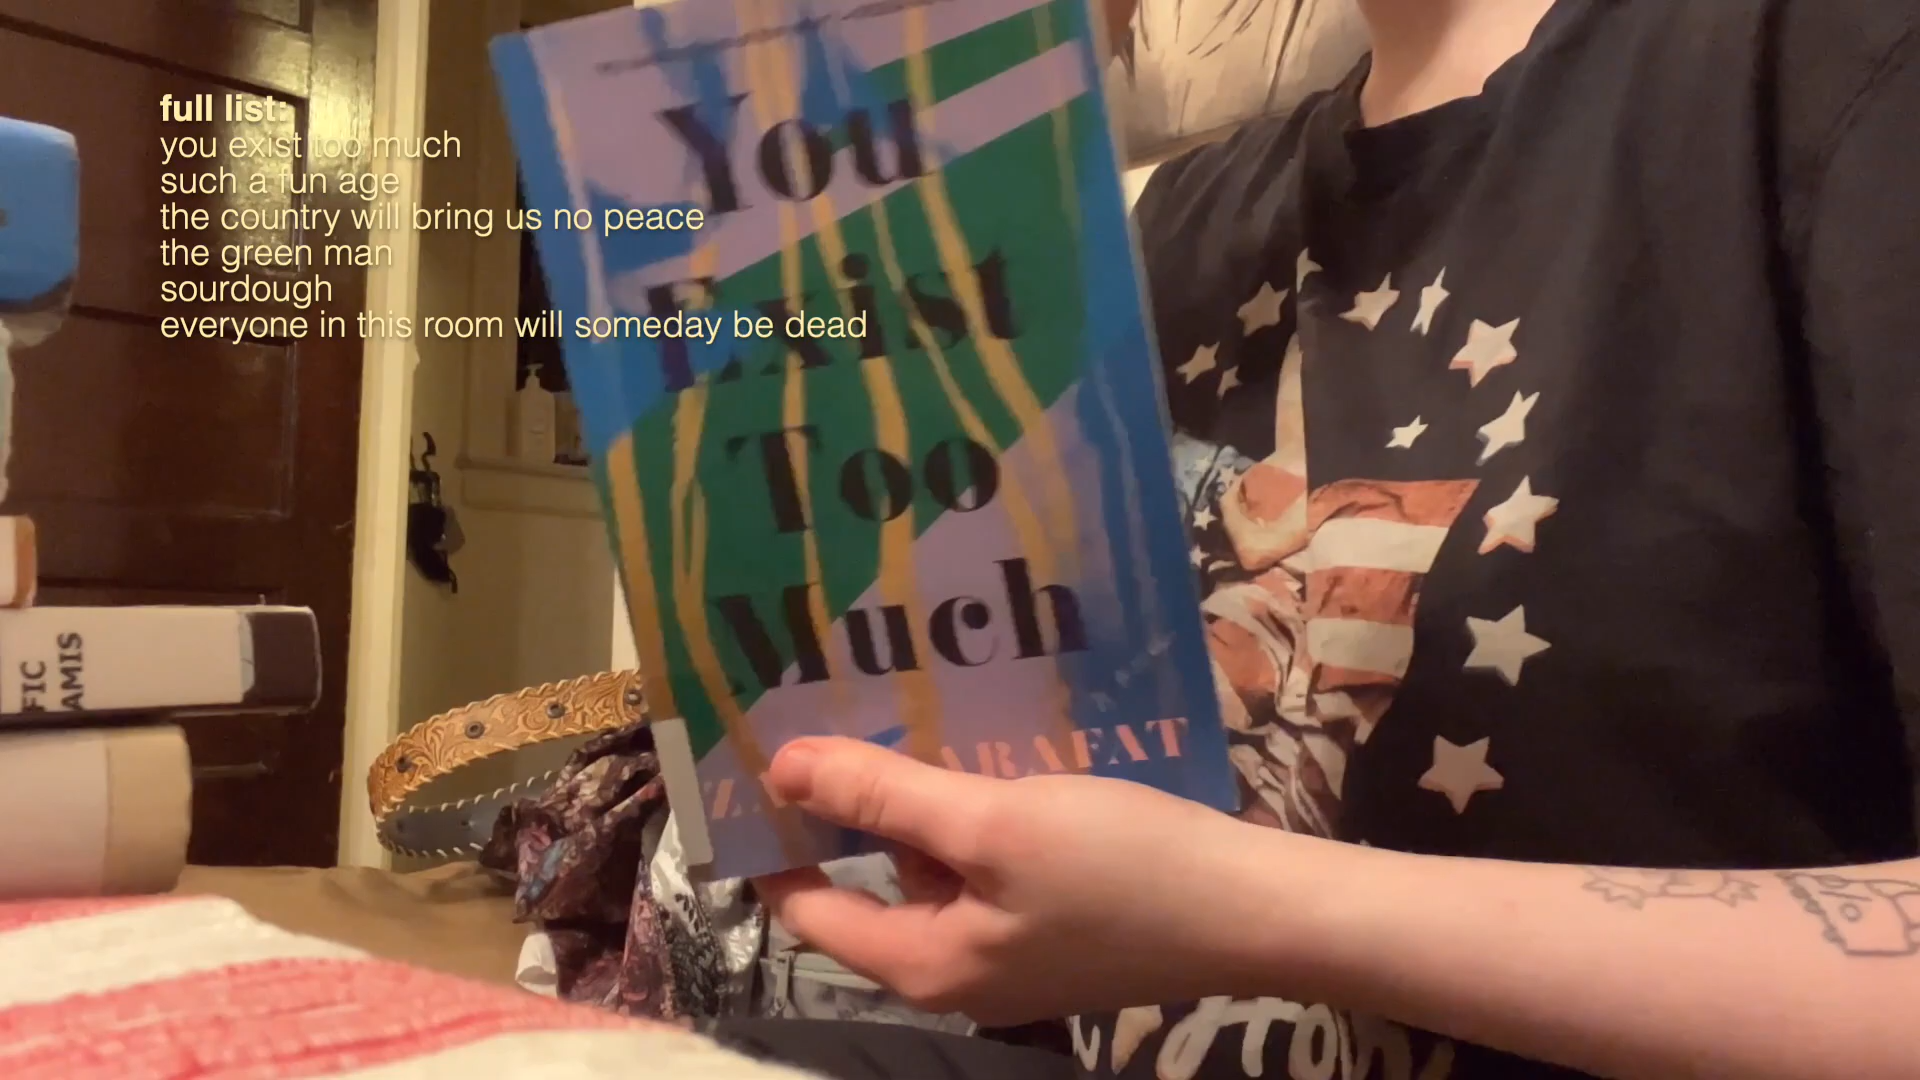 full list:
you exist too much
such a fun age
the country will bring us no peace
the green man
sourdough
everyone in this room will someday be dead
You
Exist
Too
Much
ARAFAT
FIC
AMIS